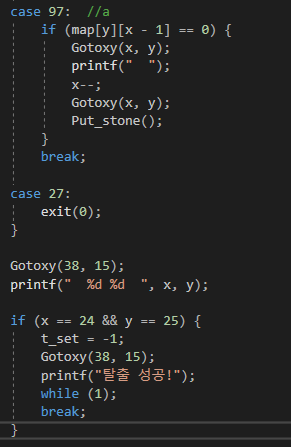 case 97:  //a
    if (map[y][x - 1] == 0) {
        Gotoxy(x, y);
        printf("  ");
        x--;
        Gotoxy(x, y);
        Put_stone();
    }
    break;
case 27:
    exit(0);
}
Gotoxy(38, 15);
printf("  %d %d  ", x, y);
if (x == 24 && y == 25) {
    t_set = -1;
    Gotoxy(38, 15);
    printf("탈출 성공!");
    while (1);
    break;
}